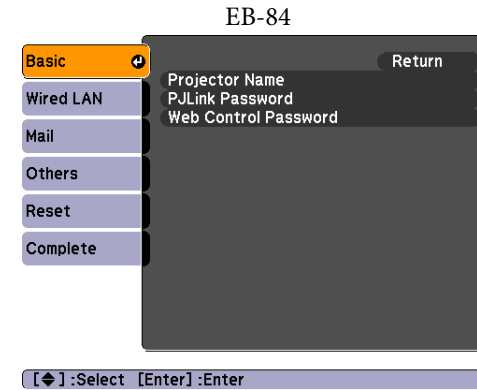 EB-84
Basic
Return
Projector Name
Wired LAN
PJLink Password
Web Control Password
Mail
Others
Reset
Complete
[◆] :Select [Enter] :Enter